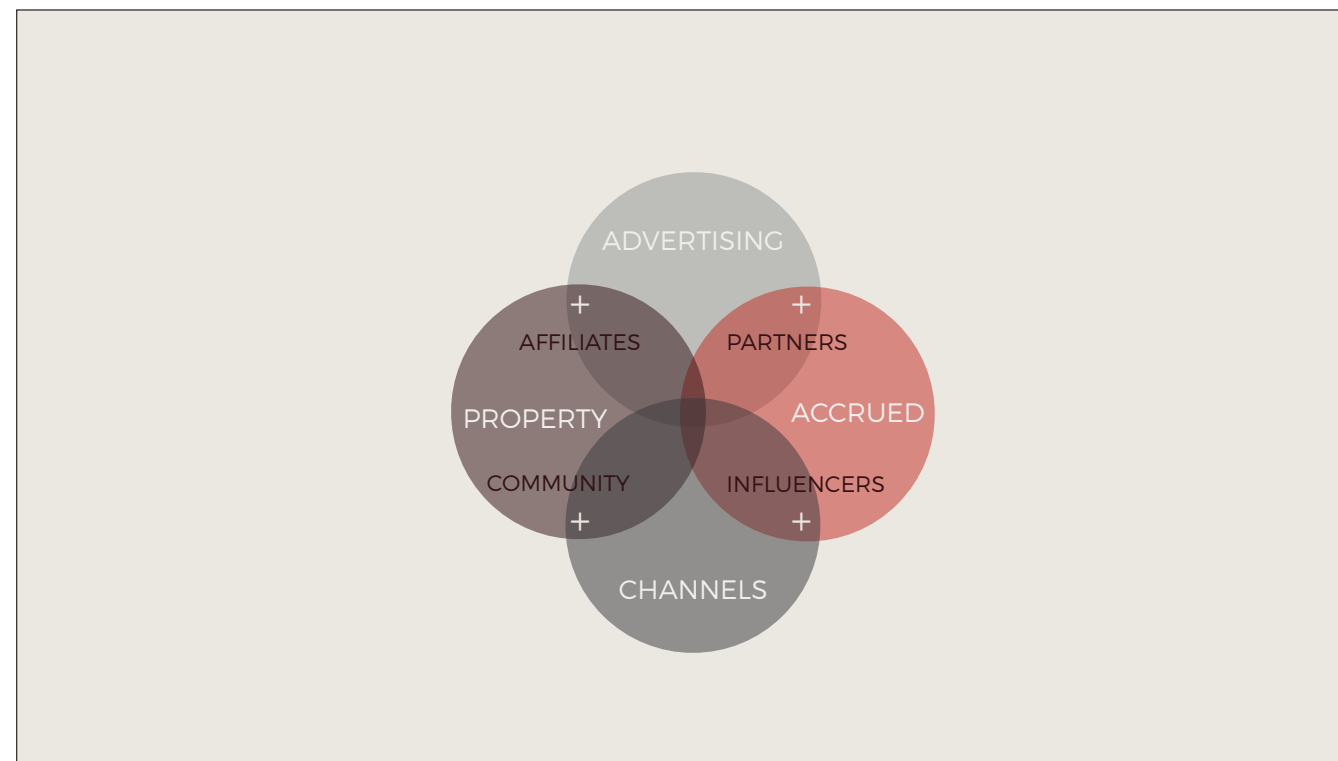 ADVERTISING
+ +
AFFILIATES PARTNERS
PROPERTY ACCRUED
COMMUNITY INFLUENCERS
+ +
CHANNELS